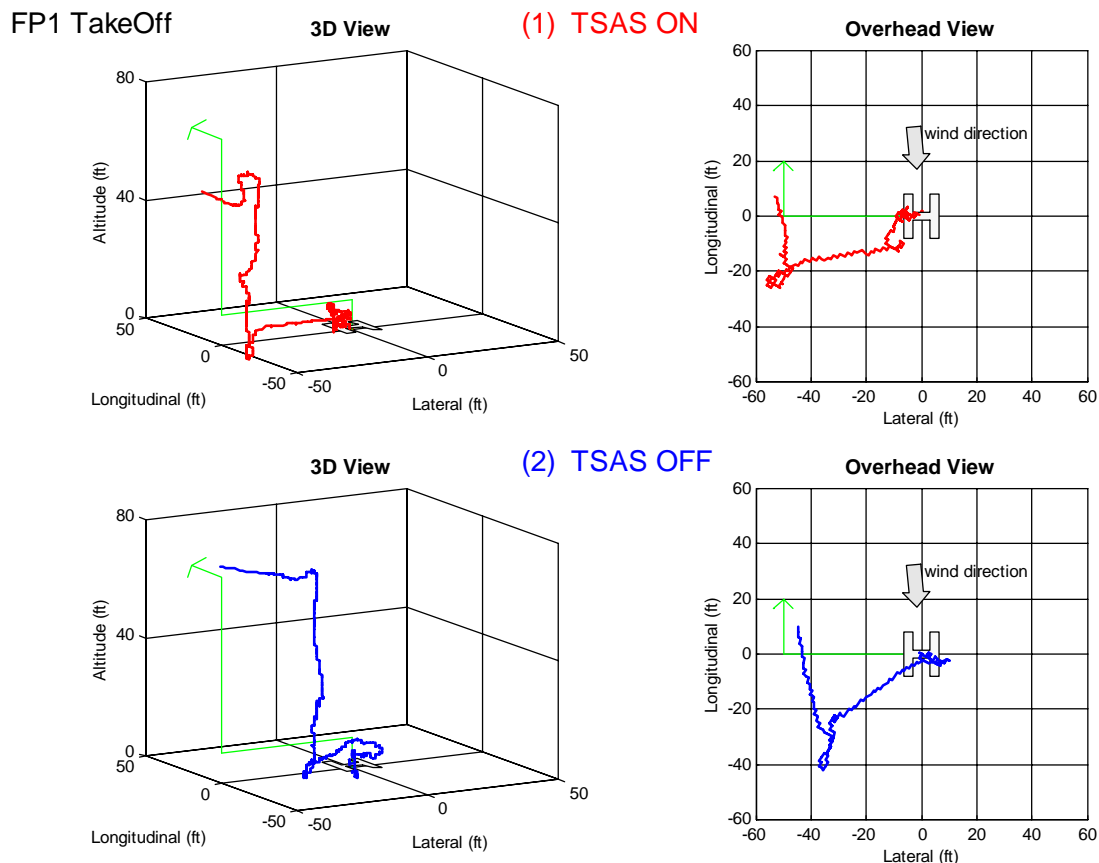 FP1 TakeOff
(1) TSAS ON
3D View
Overhead View
Altitude (ft)
80
40
0
50
0
-50
-50
0
50
Longitudinal (ft)
Lateral (ft)
Longitudinal (ft)
60
40
20
0
-20
-40
-60
wind direction
-60
-40
-20
0
20
40
60
Lateral (ft)
(2) TSAS OFF
3D View
Overhead View
Altitude (ft)
80
40
0
50
0
-50
-50
0
50
Longitudinal (ft)
Lateral (ft)
Longitudinal (ft)
60
40
20
0
-20
-40
-60
wind direction
-60
-40
-20
0
20
40
60
Lateral (ft)